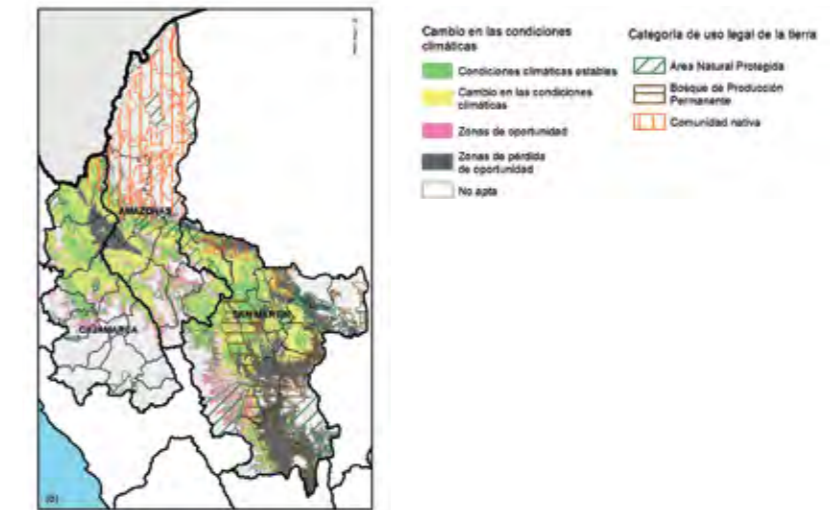 AMAZONAS
SAN MARTIN
CAJAMARCA
(b)
Cambio en las condiciones
climáticas
Condiciones climáticas estables
Cambio en las condiciones
climáticas
Zonas de oportunidad
Zonas de pérdida
de oportunidad
No apta
Categoría de uso legal de la tierra
Area Natural Protegida
Bosque de Producción
Permanente
Comunidad nativa